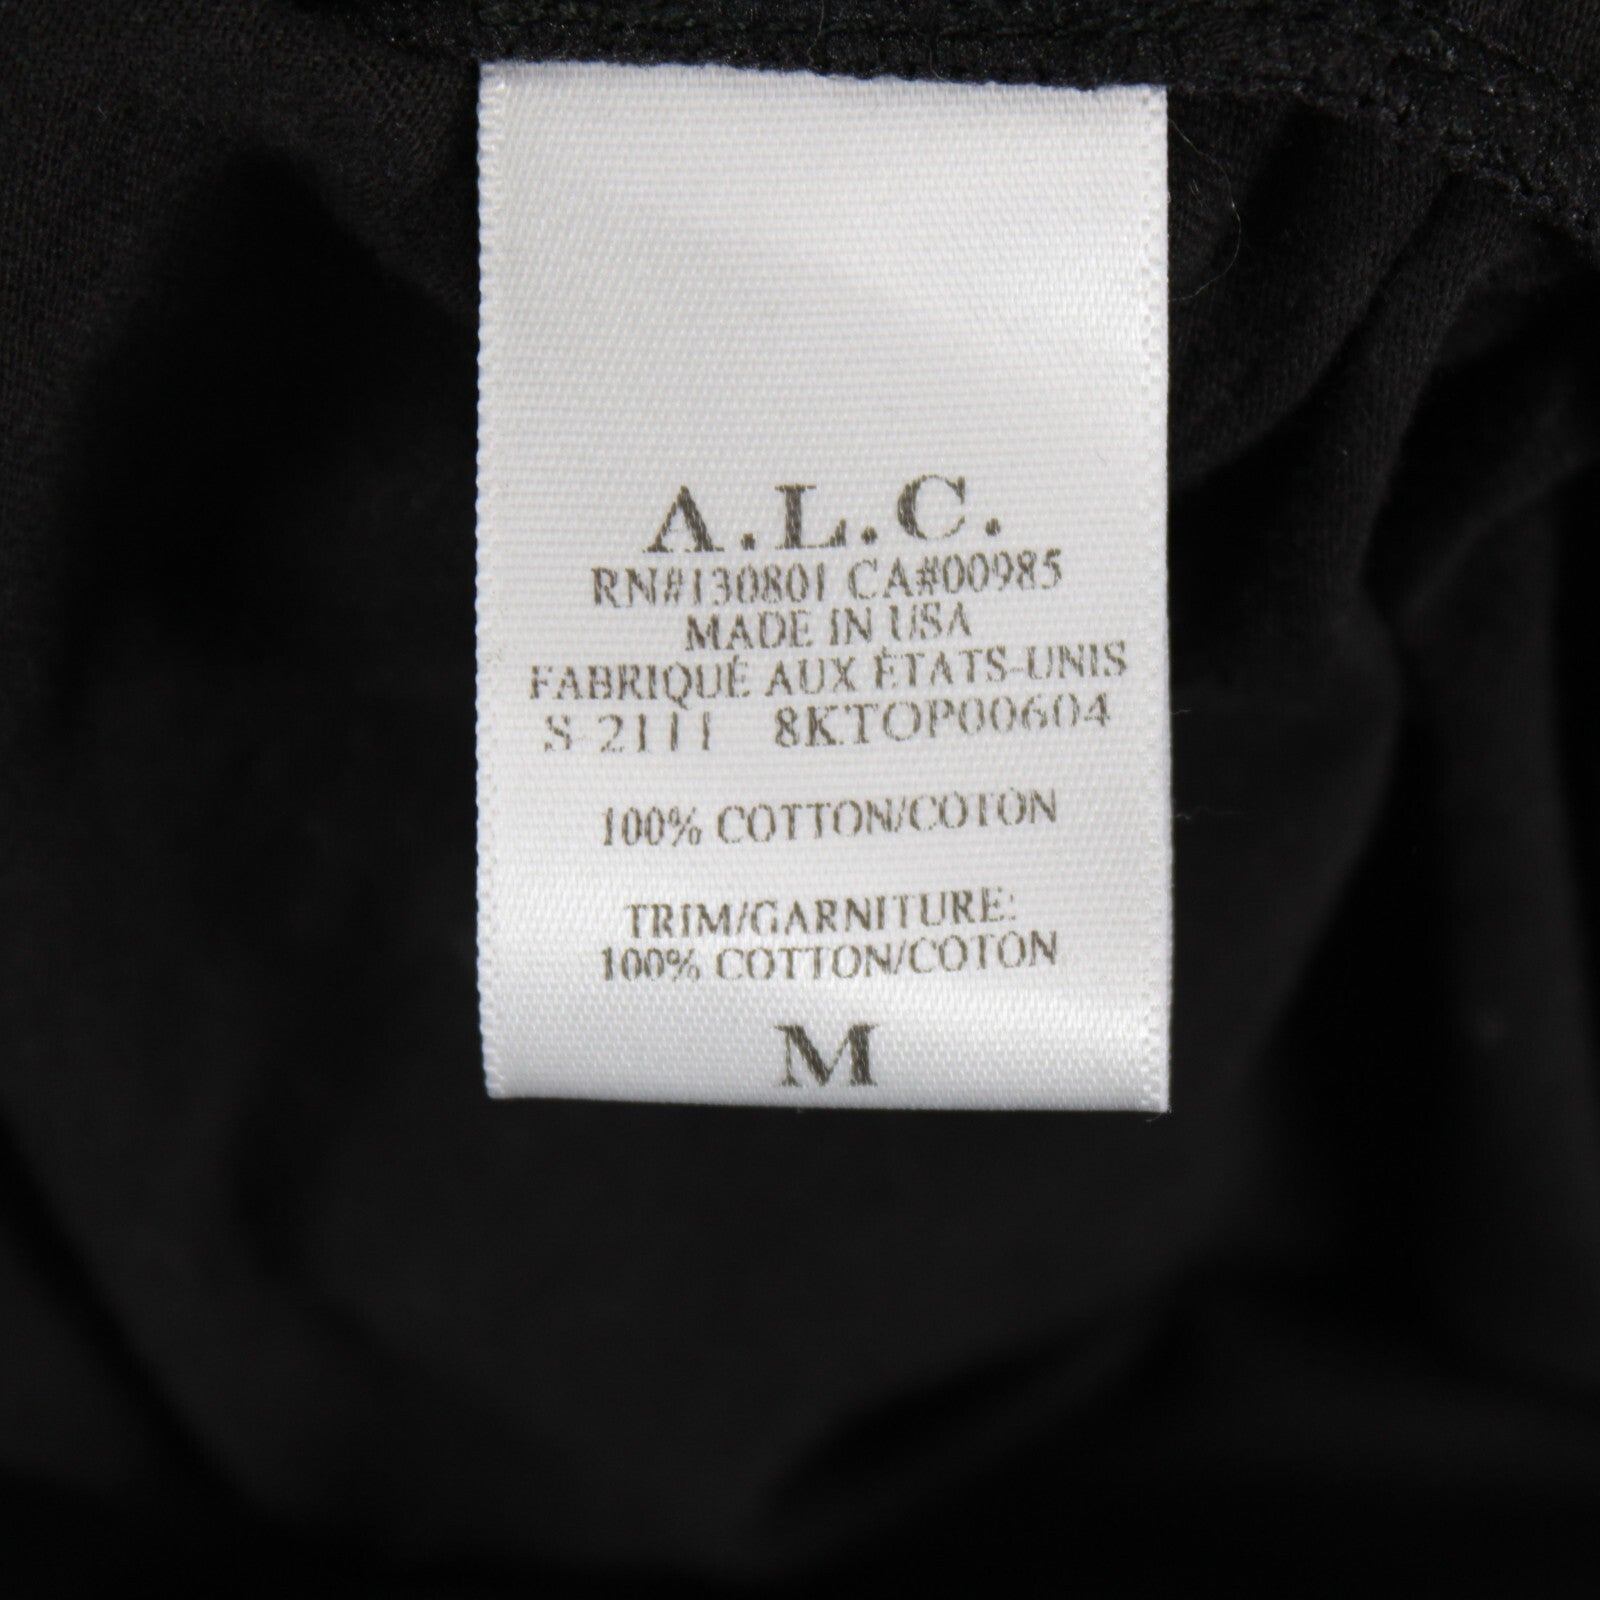 A.L.C.
RN#130801 CA#00985
MADE IN USA
FABRIQUÉ AUX ÉTATS-UNIS
S-2111 8KTOP00604
100% COTTON/COTON
TRIM/GARNITURE:
100% COTTON/COTON
M